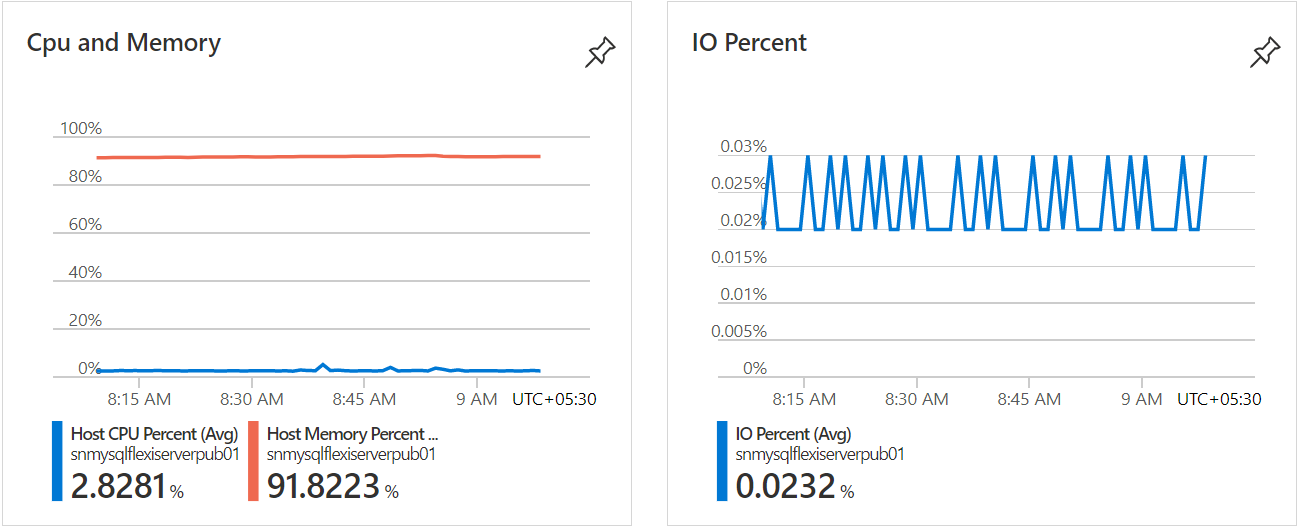 Cpu and Memory
100%
80%
60%
40%
20%
0%
8:15 AM 8:30 AM 8:45 AM 9 AM UTC+05:30
Host CPU Percent (Avg)
snmysqlflexiserverpub01
2.8281 %
Host Memory Percent ...
snmysqlflexiserverpub01
91.8223 %
IO Percent
0.03%
0.025%
0.02%
0.015%
0.01%
0.005%
0%
8:15 AM 8:30 AM 8:45 AM 9 AM UTC+05:30
IO Percent (Avg)
snmysqlflexiserverpub01
0.0232 %